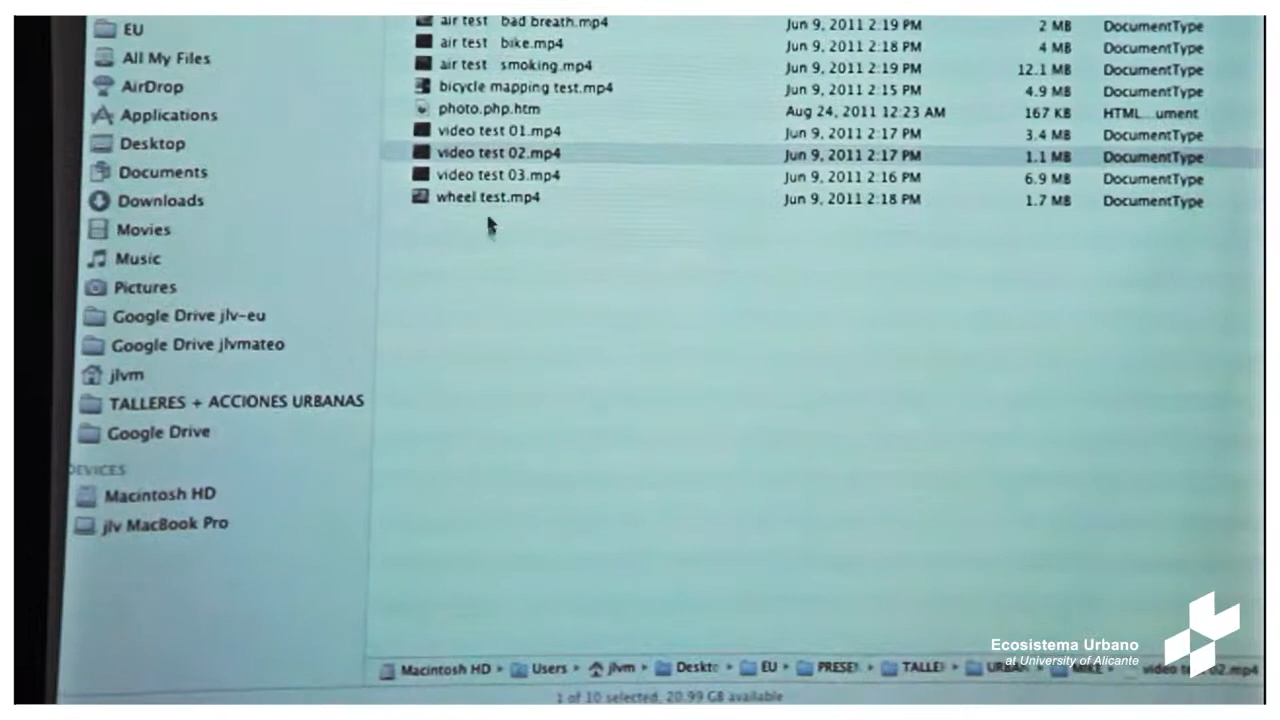 EU
All My Files
AirDrop
Applications
Desktop
Documents
Downloads
Movies
Music
Pictures
Google Drive jlv-eu
Google Drive jlvmateo
jlvm
TALLERES + ACCIONES URBANAS
Google Drive
DEVICES
Macintosh HD
jlv MacBook Pro
air test bad breath.mp4 Jun 9, 2011 2:19 PM 2 MB DocumentType
air test bike.mp4 Jun 9, 2011 2:18 PM 4 MB DocumentType
air test smoking.mp4 Jun 9, 2011 2:19 PM 12.1 MB DocumentType
bicycle mapping test.mp4 Jun 9, 2011 2:15 PM 4.9 MB DocumentType
photo.php.htm Aug 24, 2011 12:23 AM 167 KB HTML...ument
video test 01.mp4 Jun 9, 2011 2:17 PM 3.4 MB DocumentType
video test 02.mp4 Jun 9, 2011 2:17 PM 1.1 MB DocumentType
video test 03.mp4 Jun 9, 2011 2:16 PM 6.9 MB DocumentType
wheel test.mp4 Jun 9, 2011 2:18 PM 1.7 MB DocumentType
Macintosh HD Users jlvm Deskt EU PRESE TALLE video 02.mp4
1 of 10 selected, 20.99 GB available
Ecosistema Urbano
at University of Alicante